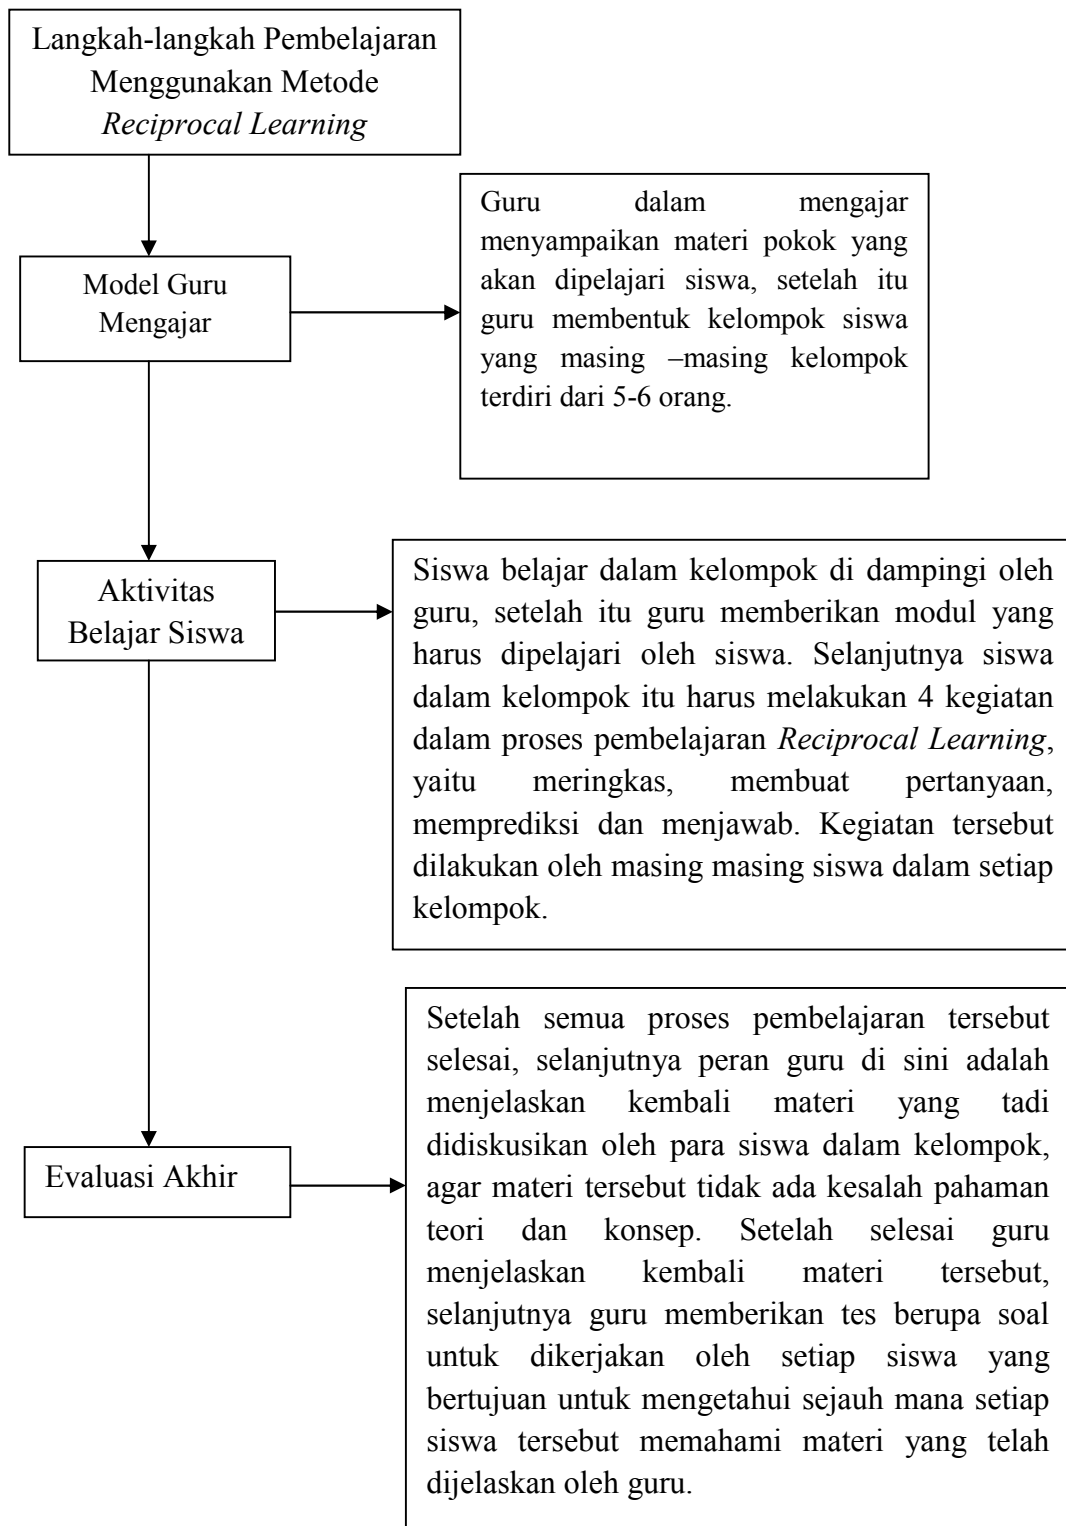 Langkah-langkah Pembelajaran
Menggunakan Metode
Reciprocal Learning
Model Guru
Mengajar
Guru dalam mengajar
menyampaikan materi pokok yang
akan dipelajari siswa, setelah itu
guru membentuk kelompok siswa
yang masing –masing kelompok
terdiri dari 5-6 orang.
Aktivitas
Belajar Siswa
Siswa belajar dalam kelompok di dampingi oleh
guru, setelah itu guru memberikan modul yang
harus dipelajari oleh siswa. Selanjutnya siswa
dalam kelompok itu harus melakukan 4 kegiatan
dalam proses pembelajaran Reciprocal Learning,
yaitu meringkas, membuat pertanyaan,
memprediksi dan menjawab. Kegiatan tersebut
dilakukan oleh masing masing siswa dalam setiap
kelompok.
Evaluasi Akhir
Setelah semua proses pembelajaran tersebut
selesai, selanjutnya peran guru di sini adalah
menjelaskan kembali materi yang tadi
didiskusikan oleh para siswa dalam kelompok,
agar materi tersebut tidak ada kesalah pahaman
teori dan konsep. Setelah selesai guru
menjelaskan kembali materi tersebut,
selanjutnya guru memberikan tes berupa soal
untuk dikerjakan oleh setiap siswa yang
bertujuan untuk mengetahui sejauh mana setiap
siswa tersebut memahami materi yang telah
dijelaskan oleh guru.